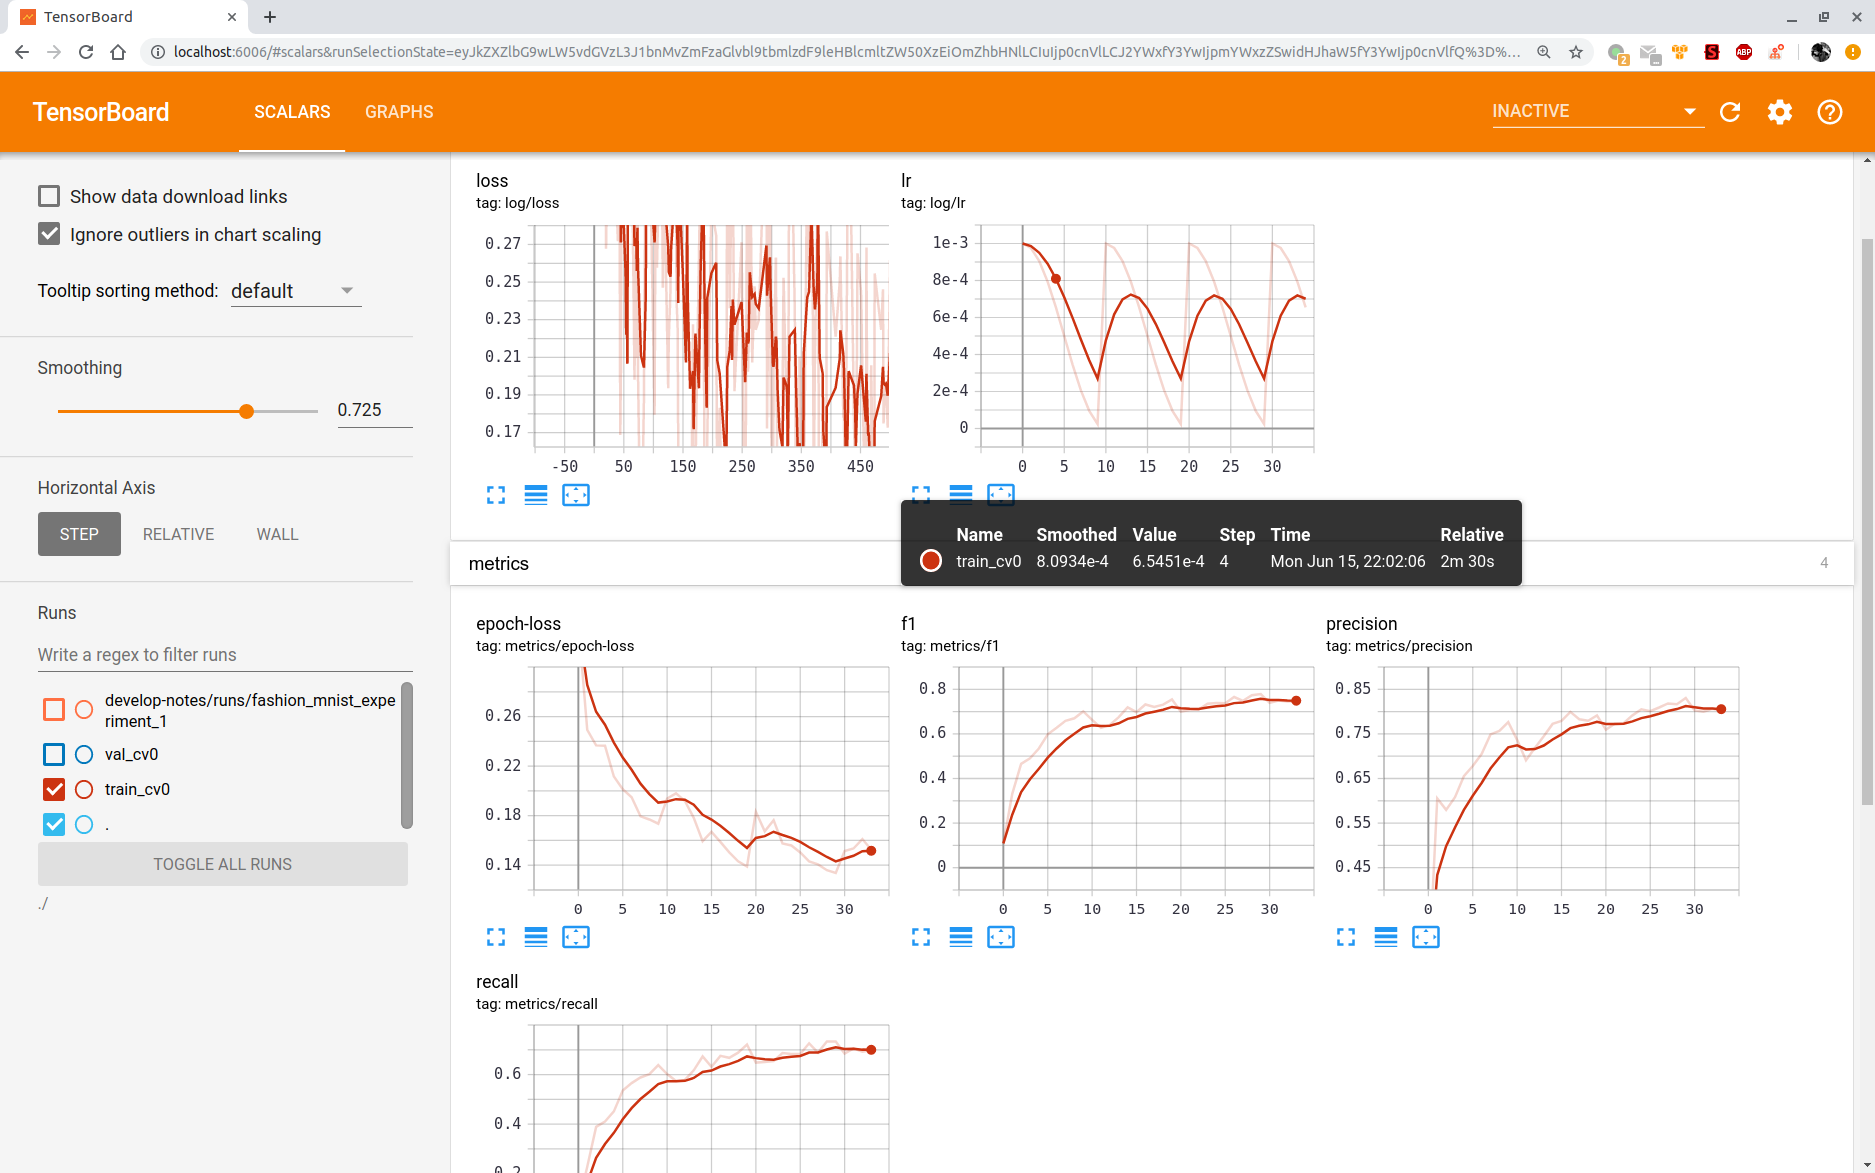 TensorBoard
localhost:6006/#scalars&runSelectionState=eyJkZXZlbG9wLW5vdGVzL3J1bnMvZmFzaGlvbl9tbmlzdF9leHBlcmltZW50XzEiOmZhbHNlLCIuIjp0cnVlLCJ2YWxfY3YwIjpmYWxzZSwidHJhaW5fY3YwIjp0cnVlfQ%3D%...
2
ABP
TensorBoard
SCALARS
GRAPHS
INACTIVE
Show data download links
Ignore outliers in chart scaling
Tooltip sorting method: default
Smoothing
0.725
Horizontal Axis
STEP
RELATIVE
WALL
Runs
Write a regex to filter runs
develop-notes/runs/fashion_mnist_expe
riment_1
val_cv0
train_cv0
.
TOGGLE ALL RUNS
./
loss
tag: log/loss
0.27
0.25
0.23
0.21
0.19
0.17
-50 50 150 250 350 450
lr
tag: log/lr
1e-3
8e-4
6e-4
4e-4
2e-4
0
0 5 10 15 20 25 30
Name Smoothed Value Step Time Relative
train_cv0 8.0934e-4 6.5451e-4 4 Mon Jun 15, 22:02:06 2m 30s
metrics
4
epoch-loss
tag: metrics/epoch-loss
0.26
0.22
0.18
0.14
0 5 10 15 20 25 30
f1
tag: metrics/f1
0.8
0.6
0.4
0.2
0
0 5 10 15 20 25 30
precision
tag: metrics/precision
0.85
0.75
0.65
0.55
0.45
0 5 10 15 20 25 30
recall
tag: metrics/recall
0.6
0.4
0.2